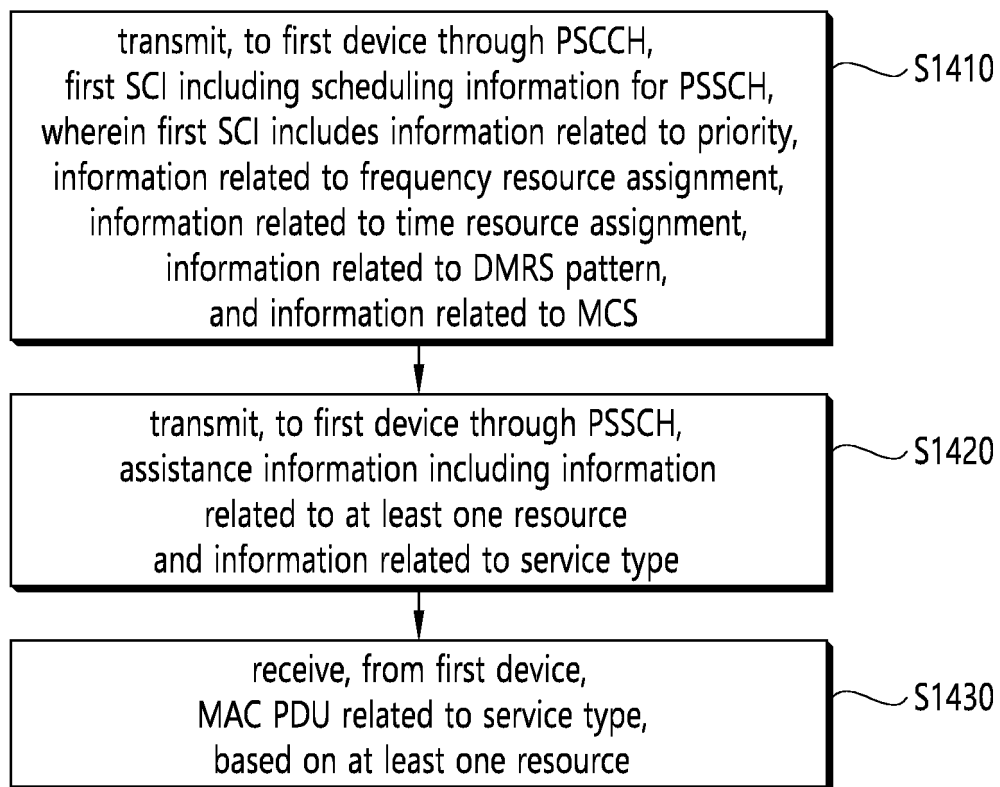 transmit, to first device through PSCCH,
first SCI including scheduling information for PSSCH,
wherein first SCI includes information related to priority,
information related to frequency resource assignment,
information related to time resource assignment,
information related to DMRS pattern,
and information related to MCS
S1410
transmit, to first device through PSSCH,
assistance information including information
related to at least one resource
and information related to service type
S1420
receive, from first device,
MAC PDU related to service type,
based on at least one resource
S1430